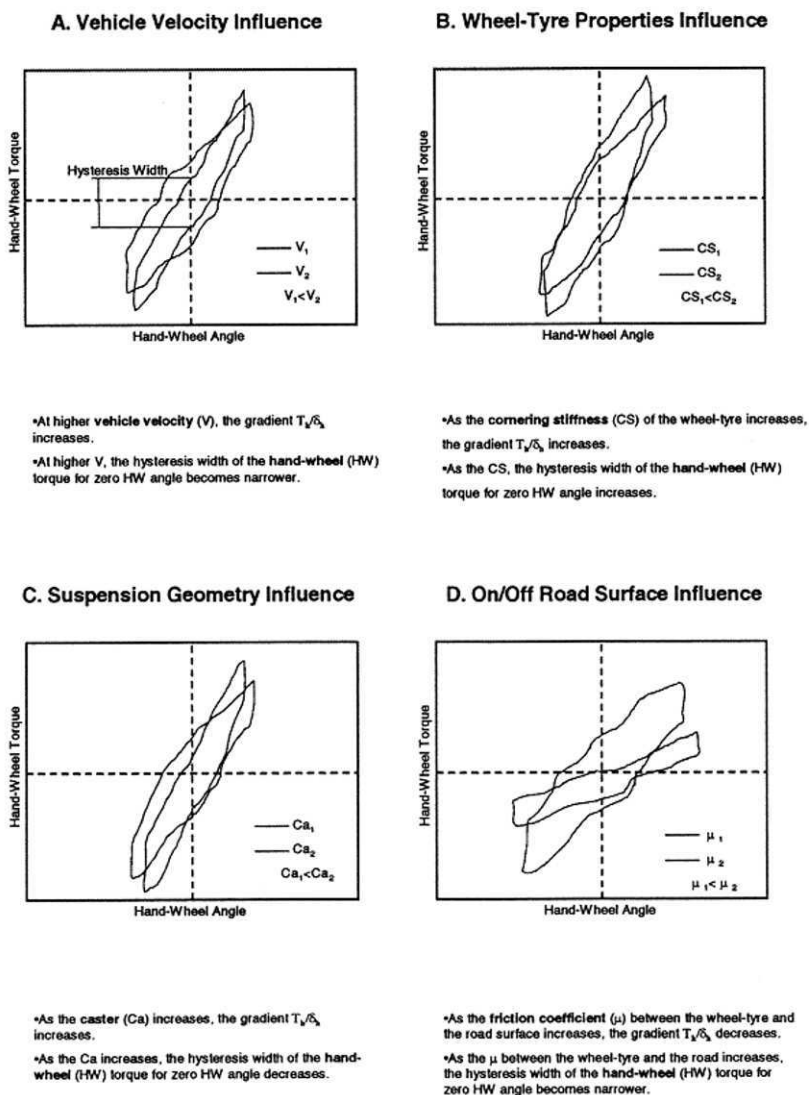 A. Vehicle Velocity Influence
Hand-Wheel Torque
Hysteresis Width
V₁
V₂
V₁<V₂
Hand-Wheel Angle
•At higher vehicle velocity (V), the gradient Tₕ/δₕ
increases.
•At higher V, the hysteresis width of the hand-wheel (HW)
torque for zero HW angle becomes narrower.
B. Wheel-Tyre Properties Influence
Hand-Wheel Torque
CS₁
CS₂
CS₁<CS₂
Hand-Wheel Angle
•As the cornering stiffness (CS) of the wheel-tyre increases,
the gradient Tₕ/δₕ increases.
•As the CS, the hysteresis width of the hand-wheel (HW)
torque for zero HW angle increases.
C. Suspension Geometry Influence
Hand-Wheel Torque
Ca₁
Ca₂
Ca₁<Ca₂
Hand-Wheel Angle
•As the caster (Ca) increases, the gradient Tₕ/δₕ
increases.
•As the Ca increases, the hysteresis width of the hand-
wheel (HW) torque for zero HW angle decreases.
D. On/Off Road Surface Influence
Hand-Wheel Torque
μ₁
μ₂
μ₁<μ₂
Hand-Wheel Angle
•As the friction coefficient (μ) between the wheel-tyre and
the road surface increases, the gradient Tₕ/δₕ decreases.
•As the μ between the wheel-tyre and the road increases,
the hysteresis width of the hand-wheel (HW) torque for
zero HW angle becomes narrower.